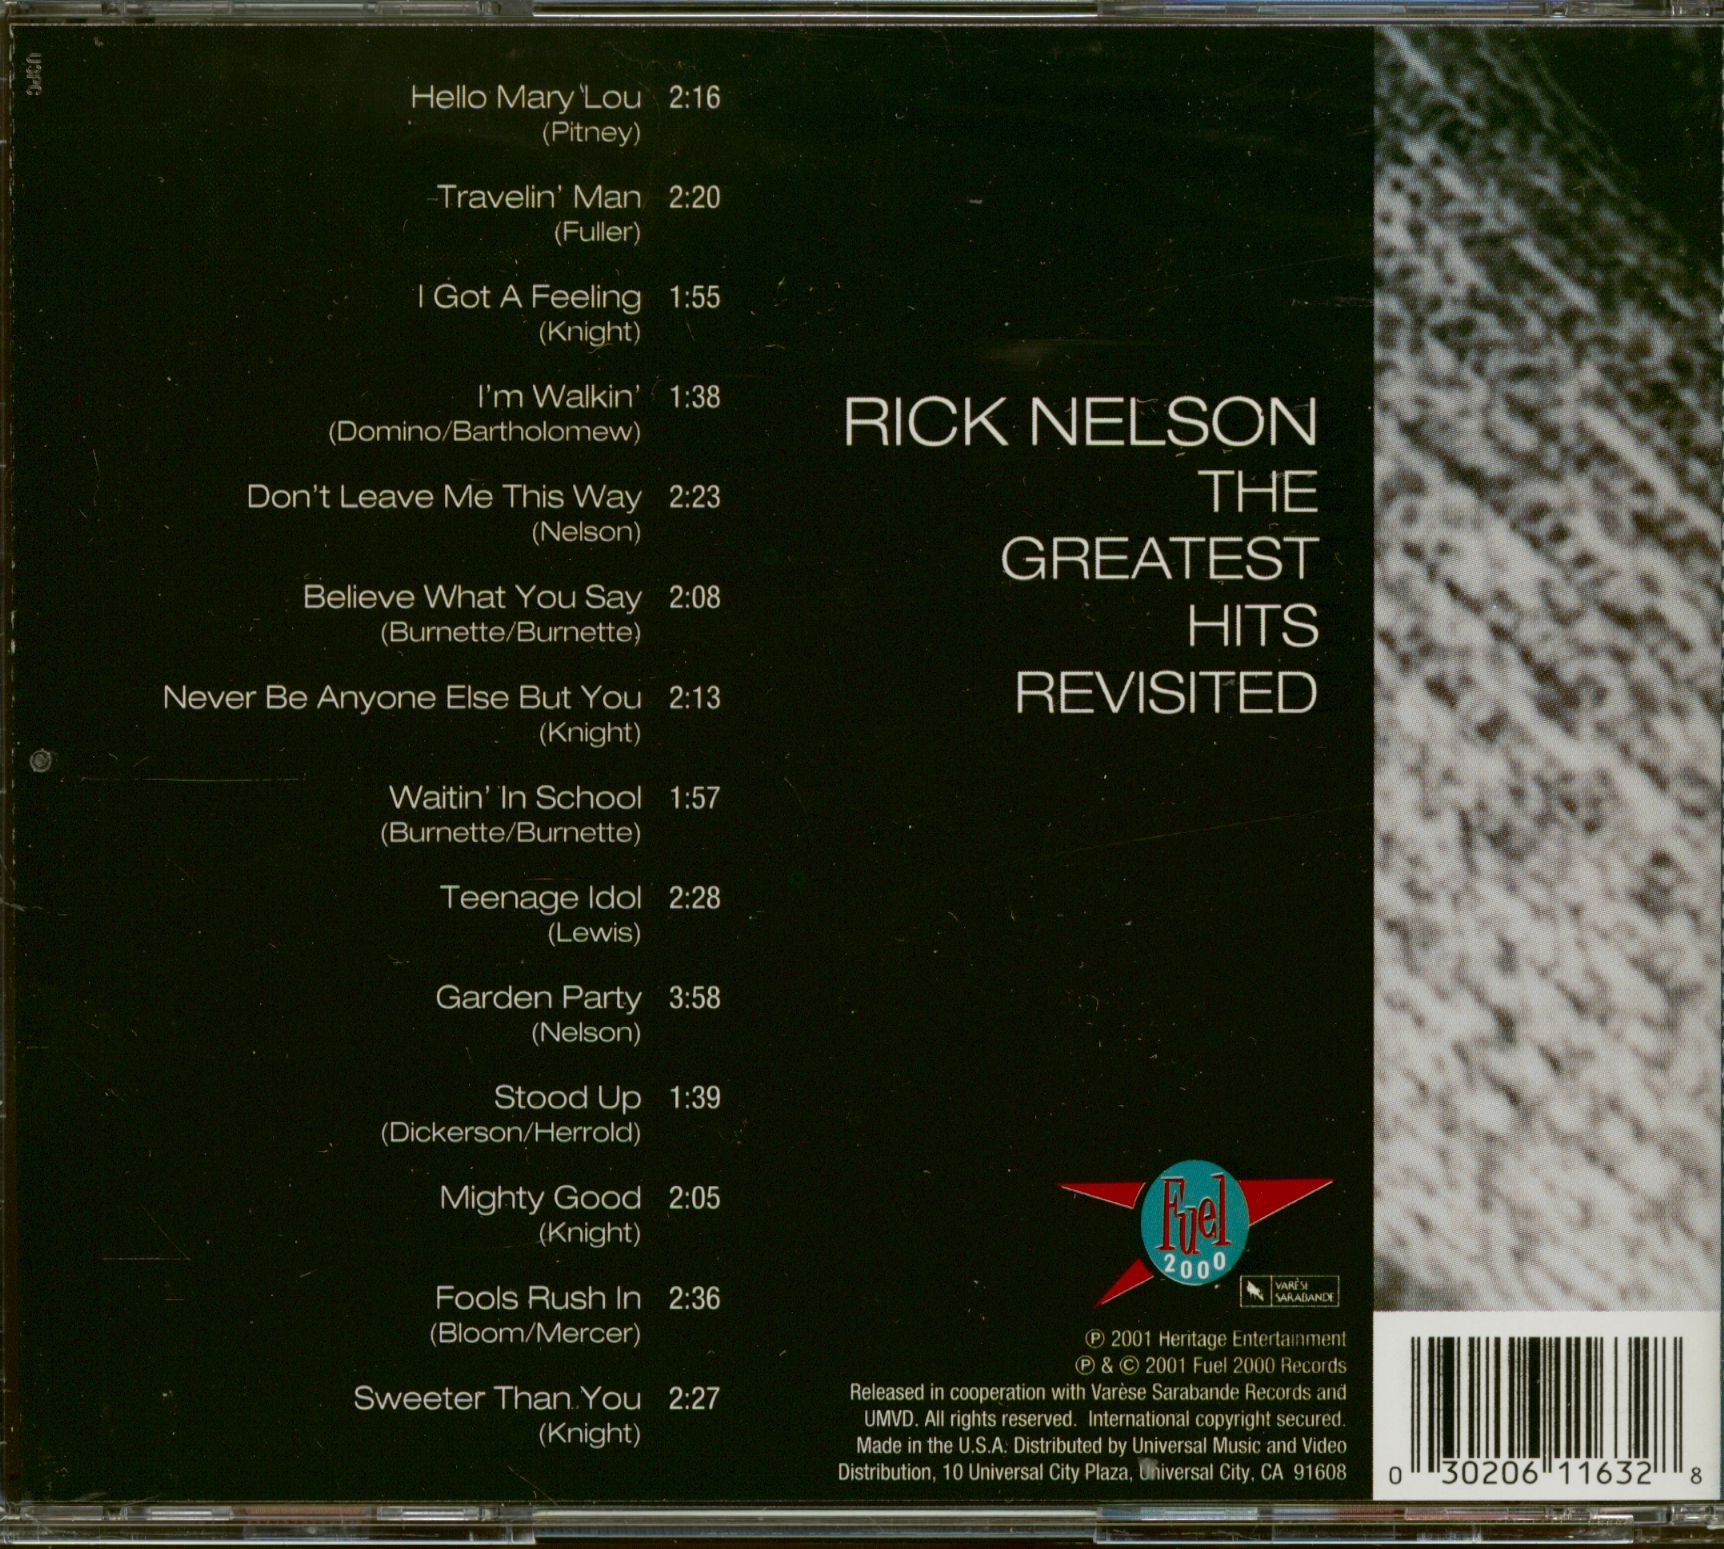 Hello Mary Lou 2:16
(Pitney)
Travelin' Man 2:20
(Fuller)
I Got A Feeling 1:55
(Knight)
I'm Walkin' 1:38
(Domino/Bartholomew)
Don't Leave Me This Way 2:23
(Nelson)
Believe What You Say 2:08
(Burnette/Burnette)
Never Be Anyone Else But You 2:13
(Knight)
Waitin' In School 1:57
(Burnette/Burnette)
Teenage Idol 2:28
(Lewis)
Garden Party 3:58
(Nelson)
Stood Up 1:39
(Dickerson/Herrold)
Mighty Good 2:05
(Knight)
Fools Rush In 2:36
(Bloom/Mercer)
Sweeter Than You 2:27
(Knight)
RICK NELSON
THE
GREATEST
HITS
REVISITED
Fuel
2000
VARÈSE
SARABANDE
℗ 2001 Heritage Entertainment
℗ & © 2001 Fuel 2000 Records
Released in cooperation with Varèse Sarabande Records and
UMVD. All rights reserved. International copyright secured.
Made in the U.S.A. Distributed by Universal Music and Video
Distribution, 10 Universal City Plaza, Universal City, CA 91608
0 30206 11632 8